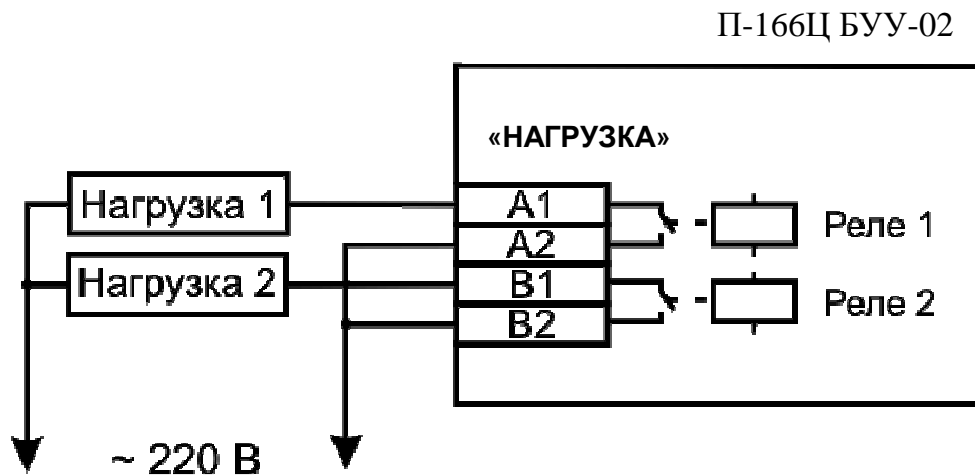 П-166Ц БУУ-02
«НАГРУЗКА»
Нагрузка 1
A1
Реле 1
A2
Нагрузка 2
B1
Реле 2
B2
~ 220 В